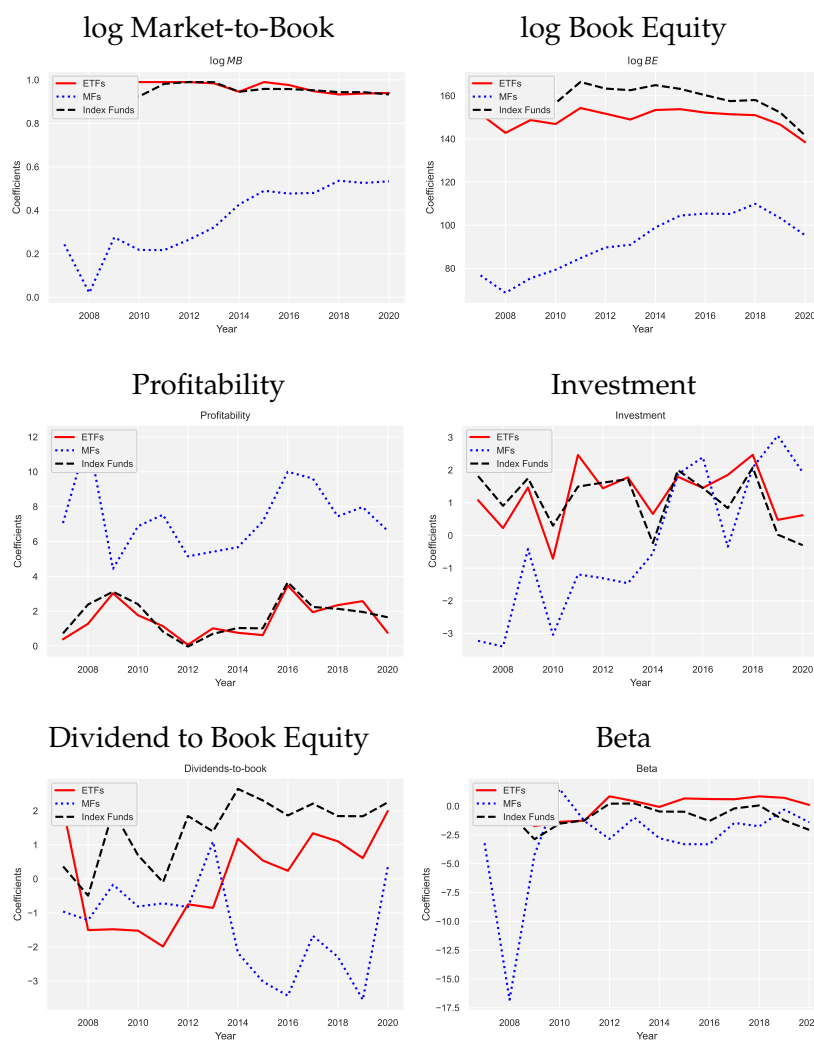 log Market-to-Book
log MB
ETFs
MFs
Index Funds
1.0
0.8
0.6
0.4
0.2
0.0
Coefficients
2008 2010 2012 2014 2016 2018 2020
Year
log Book Equity
log BE
ETFs
MFs
Index Funds
160
140
120
100
80
Coefficients
2008 2010 2012 2014 2016 2018 2020
Year
Profitability
Profitability
ETFs
MFs
Index Funds
12
10
8
6
4
2
0
Coefficients
2008 2010 2012 2014 2016 2018 2020
Year
Investment
Investment
ETFs
MFs
Index Funds
3
2
1
0
−1
−2
−3
Coefficients
2008 2010 2012 2014 2016 2018 2020
Year
Dividend to Book Equity
Dividends-to-book
ETFs
MFs
Index Funds
2
1
0
−1
−2
−3
Coefficients
2008 2010 2012 2014 2016 2018 2020
Year
Beta
Beta
ETFs
MFs
Index Funds
0.0
−2.5
−5.0
−7.5
−10.0
−12.5
−15.0
−17.5
Coefficients
2008 2010 2012 2014 2016 2018
Year